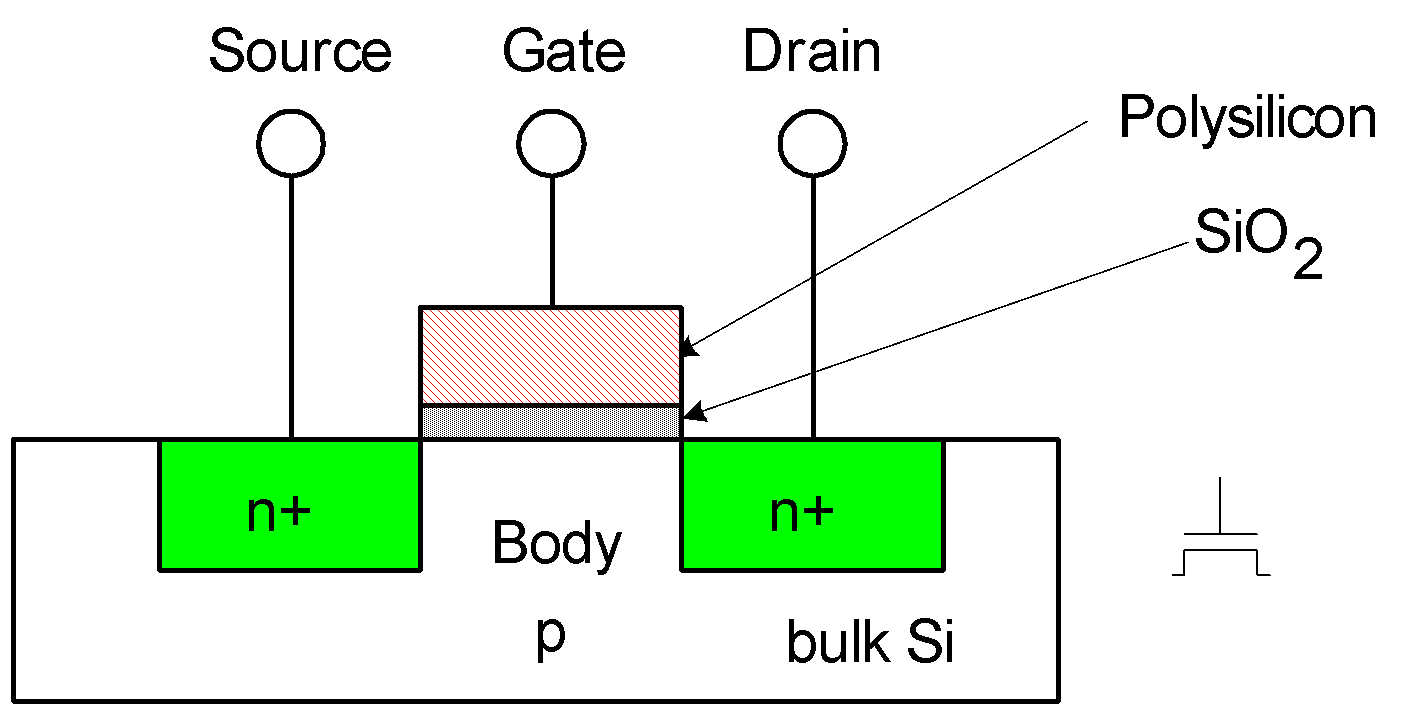 Source Gate Drain
Polysilicon
SiO₂
n+ n+
Body
p bulk Si